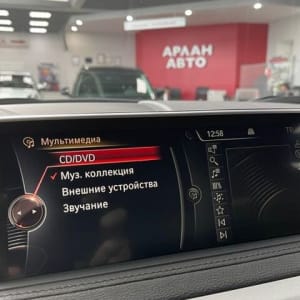 АРЛАН
АВТО
Мультимедиа
12:58
CD/DVD
✓ Муз. коллекция
Внешние устройства
Звучание